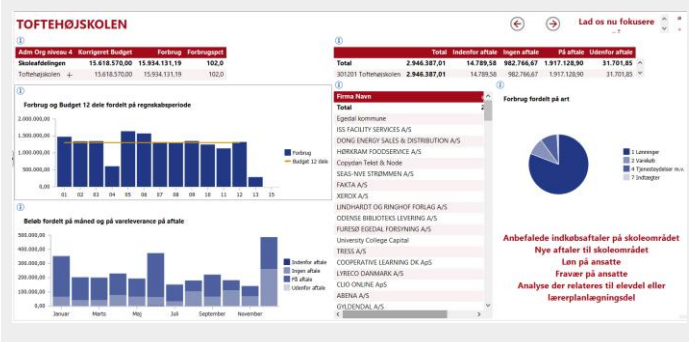 TOFTEHØJSKOLEN
Lad os nu fokusere
Adm Org niveau 4 Korrigeret Budget Forbrug Forbrugspct
Skoleafdelingen 15.618.570,00 15.934.131,19 102,0
Toftehøjskolen + 15.618.570,00 15.934.131,19 102,0
Total Indenfor aftale Ingen aftale På aftale Udenfor aftale
Total 2.946.387,01 14.789,58 982.766,67 1.917.128,90 31.701,85
301201 Toftehøjskolen 2.946.387,01 14.789,58 982.766,67 1.917.128,90 31.701,85
Forbrug og Budget 12 dele fordelt på regnskabsperiode
2.000.000,00
1.500.000,00
1.000.000,00
500.000,00
0,00
01 02 03 04 05 06 07 08 09 10 11 12 13 15
Forbrug
Budget 12 dele
Beløb fordelt på måned og på vareleverance på aftale
500.000,00
400.000,00
300.000,00
200.000,00
100.000,00
0,00
Januar Marts Maj Juli September November
Indenfor aftale
Ingen aftale
På aftale
Udenfor aftale
Firma Navn
Total
Egedal kommune
ISS FACILITY SERVICES A/S
DONG ENERGY SALES & DISTRIBUTION A/S
HØRKRAM FOODSERVICE A/S
Copydan Tekst & Node
SEAS-NVE STRØMMEN A/S
FAKTA A/S
XEROX A/S
LINDHARDT OG RINGHOF FORLAG A/S
ODENSE BIBLIOTEKS LEVERING A/S
FURESØ EGEDAL FORSYNING A/S
University College Capital
TRESS A/S
COOPERATIVE LEARNING DK ApS
LYRECO DANMARK A/S
CLIO ONLINE ApS
ABENA A/S
GYLDENDAL A/S
Forbrug fordelt på art
1 Lønninger
2 Varekøb
4 Tjenesteydelser m/v
7 Indtægter
Anbefalede indkøbsaftaler på skoleområdet
Nye aftaler til skoleområdet
Løn på ansatte
Fravær på ansatte
Analyse der relateres til elevdel eller
lærerplanlægningsdel